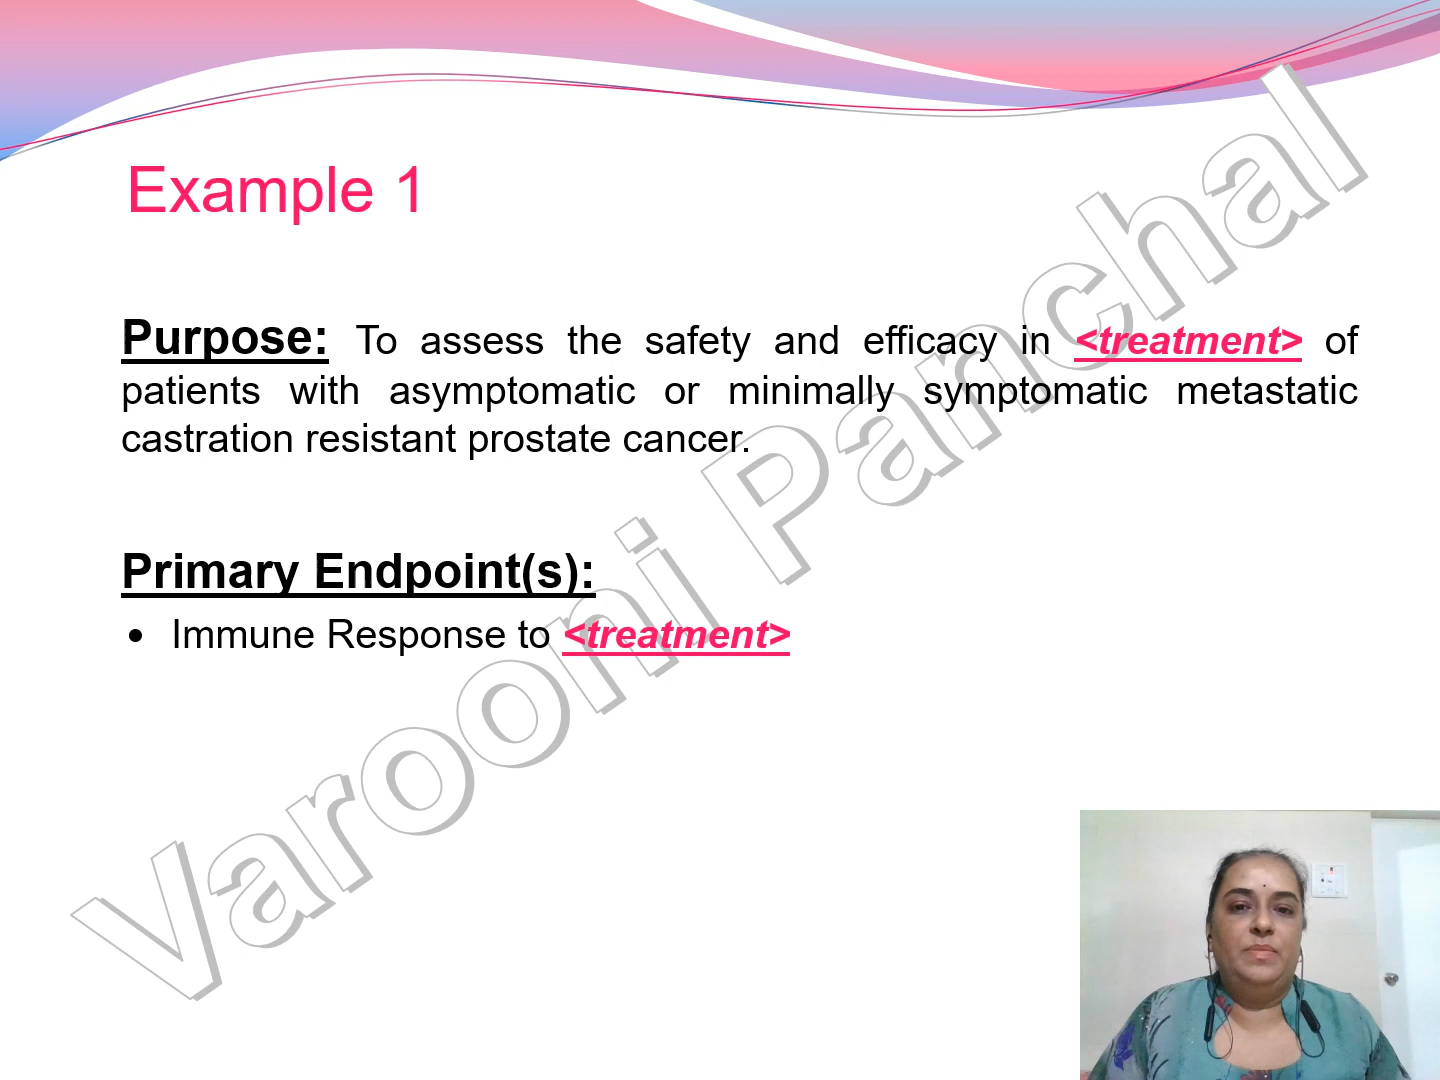 Example 1
Purpose: To assess the safety and efficacy in <treatment> of
patients with asymptomatic or minimally symptomatic metastatic
castration resistant prostate cancer.
Primary Endpoint(s):
• Immune Response to <treatment>
Varooni Panchal